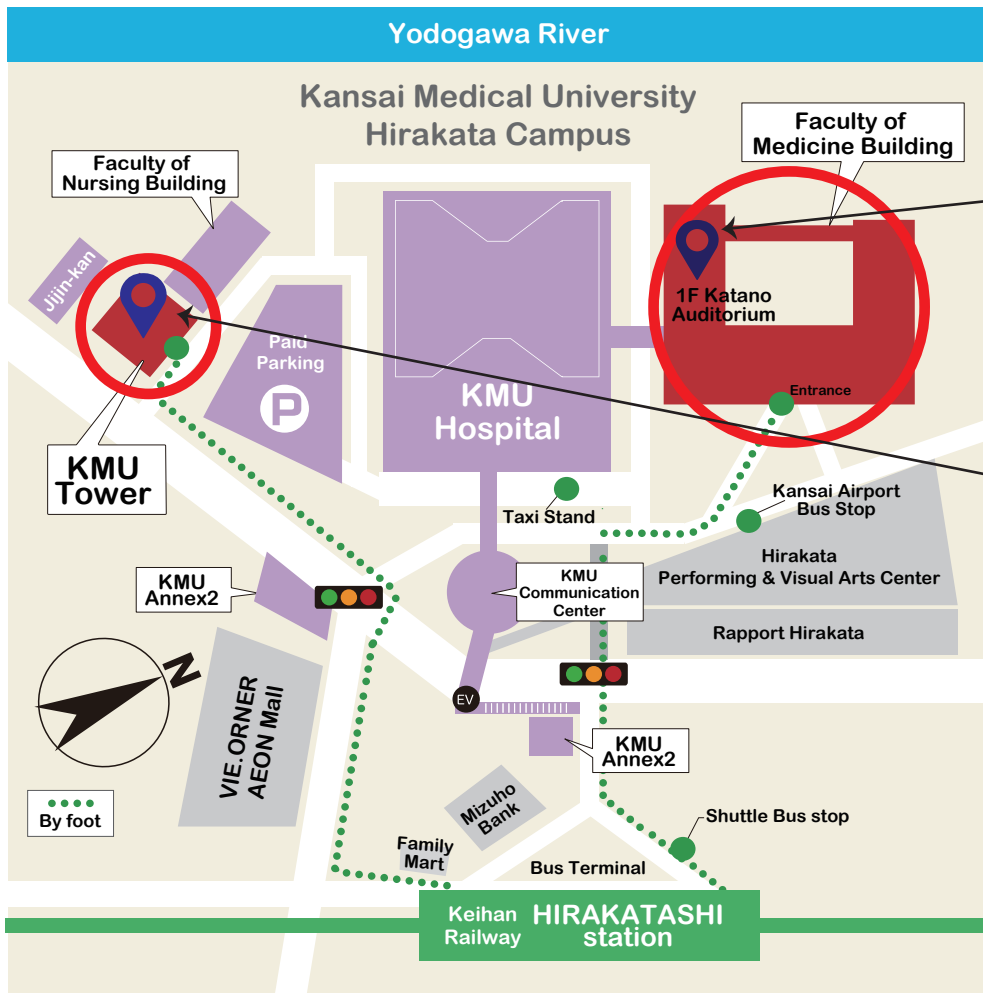 Yodogawa River
Kansai Medical University
Hirakata Campus
Faculty of
Nursing Building
Faculty of
Medicine Building
Jijin-kan
1F Katano
Auditorium
Paid
Parking
P
KMU
Hospital
Entrance
KMU
Tower
Taxi Stand
Kansai Airport
Bus Stop
KMU
Annex2
KMU
Communication
Center
Hirakata
Performing & Visual Arts Center
Rapport Hirakata
N
EV
VIE.ORNER
AEON Mall
KMU
Annex2
Mizuho
Bank
By foot
Shuttle Bus stop
Family
Mart
Bus Terminal
Keihan
Railway
HIRAKATASHI
station